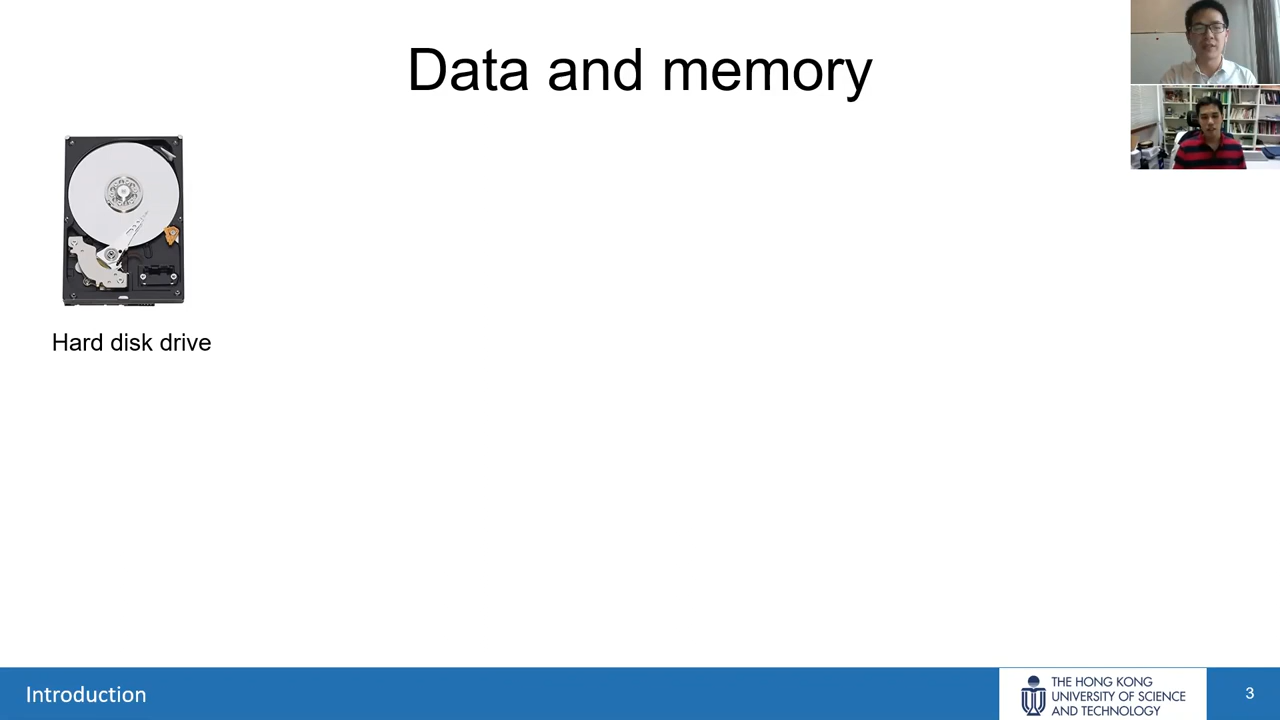 Data and memory
Hard disk drive
Introduction
THE HONG KONG
UNIVERSITY OF SCIENCE
AND TECHNOLOGY
3